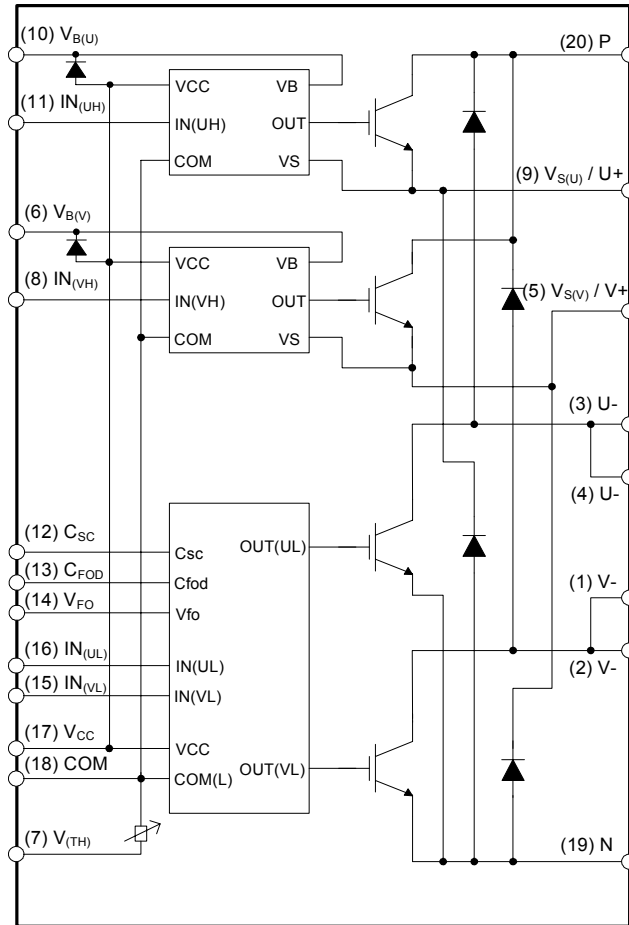 (10) VB(U)
(20) P
VCC
VB
(11) IN(UH)
IN(UH)
OUT
COM
VS
(9) VS(U) / U+
(6) VB(V)
VCC
VB
(8) IN(VH)
(5) VS(V) / V+
IN(VH)
OUT
COM
VS
(3) U-
(4) U-
(12) CSC
Csc
OUT(UL)
(13) CFOD
Cfod
(14) VFO
Vfo
(1) V-
(16) IN(UL)
IN(UL)
(2) V-
(15) IN(VL)
IN(VL)
(17) VCC
VCC
(18) COM
COM(L)
OUT(VL)
(7) V(TH)
(19) N